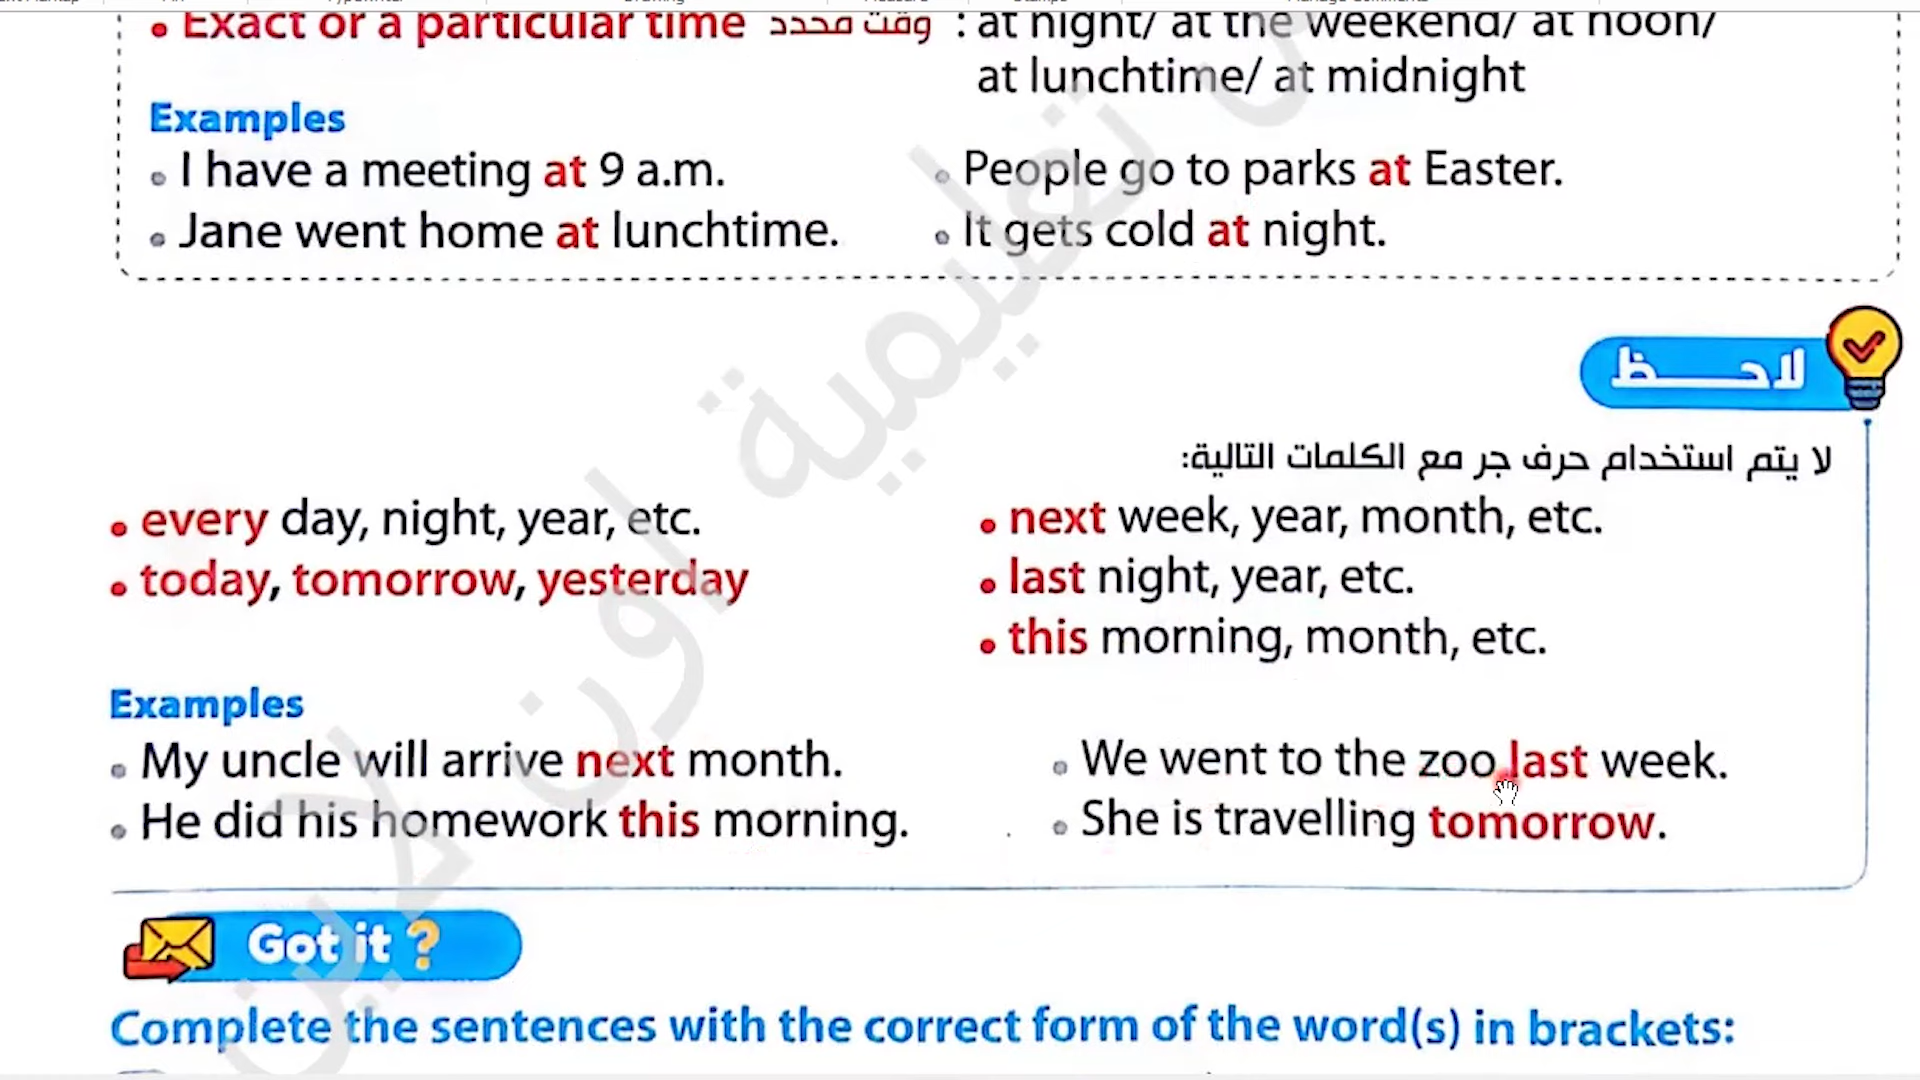 • Exact or a particular time وقت محدد : at night/ at the weekend/ at noon/
at lunchtime/ at midnight
Examples
• I have a meeting at 9 a.m.
• People go to parks at Easter.
• Jane went home at lunchtime.
• It gets cold at night.
لاحـــظ
لا يتم استخدام حرف جر مع الكلمات التالية:
• every day, night, year, etc.
• next week, year, month, etc.
• today, tomorrow, yesterday
• last night, year, etc.
• this morning, month, etc.
Examples
• My uncle will arrive next month.
• We went to the zoo last week.
• He did his homework this morning.
• She is travelling tomorrow.
Got it ?
Complete the sentences with the correct form of the word(s) in brackets:
تعليمية اون لاين